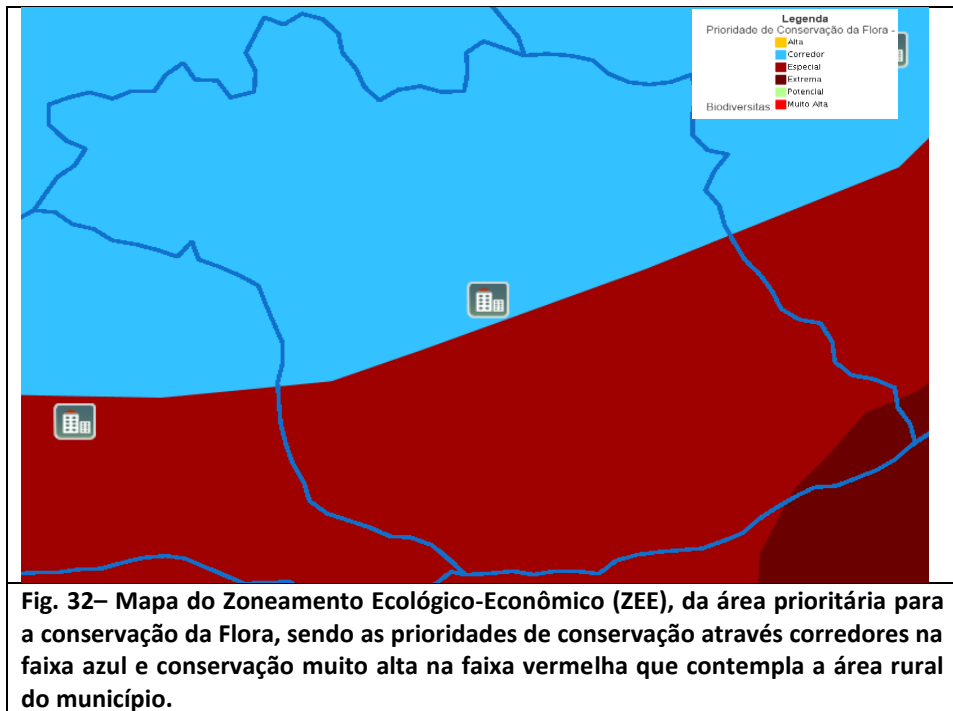 Legenda
Prioridade de Conservação da Flora -
Alta
Corredor
Especial
Extrema
Potencial
Biodiversitas Muito Alta
Fig. 32– Mapa do Zoneamento Ecológico-Econômico (ZEE), da área prioritária para
a conservação da Flora, sendo as prioridades de conservação através corredores na
faixa azul e conservação muito alta na faixa vermelha que contempla a área rural
do município.